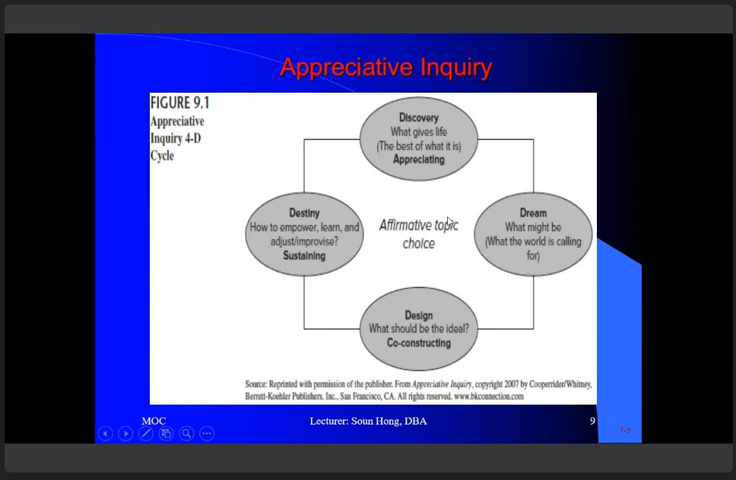 Appreciative Inquiry
FIGURE 9.1
Appreciative
Inquiry 4-D
Cycle
Discovery
What gives life
(The best of what it is)
Appreciating
Destiny
How to empower, learn, and
adjust/improvise?
Sustaining
Affirmative topic
choice
Dream
What might be
(What the world is calling
for)
Design
What should be the ideal?
Co-constructing
Source: Reprinted with permission of the publisher. From Appreciative Inquiry, copyright 2007 by Cooperrider/Whitney,
Berrett-Koehler Publishers, Inc., San Francisco, CA. All rights reserved. www.bkconnection.com
MOC
Lecturer: Soun Hong, DBA
9
7-9